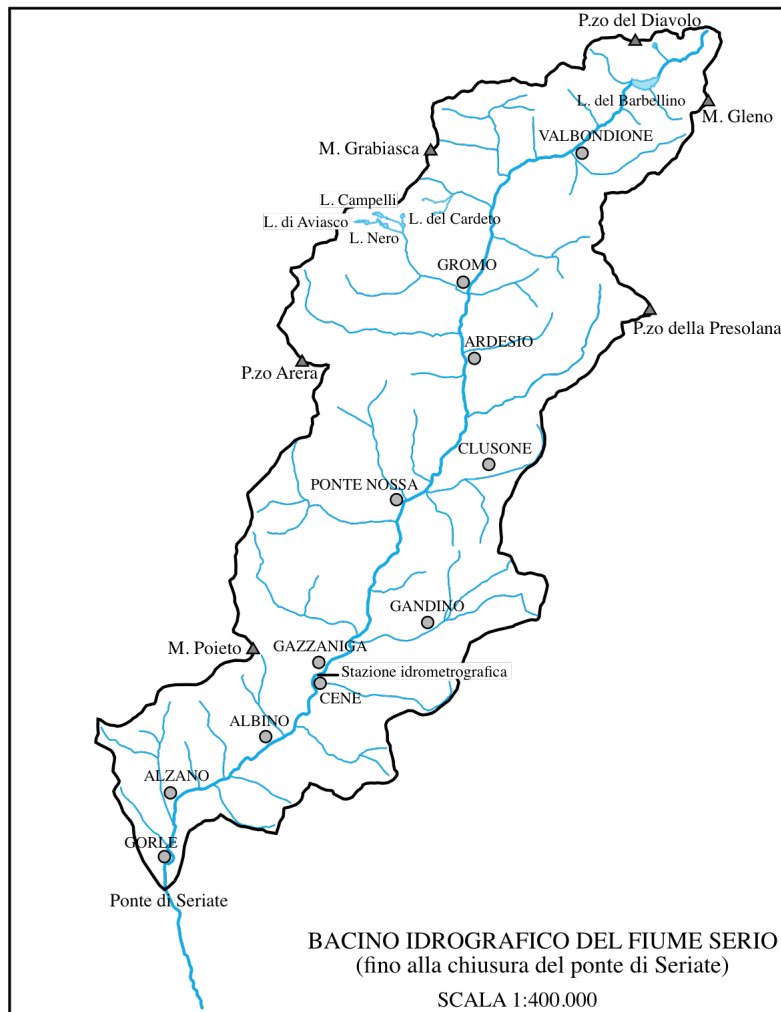 P.zo del Diavolo
L. del Barbellino
M. Gleno
VALBONDIONE
M. Grabiasca
L. Campelli
L. di Aviasco
L. del Cardeto
L. Nero
GROMO
P.zo della Presolana
ARDESIO
P.zo Arera
CLUSONE
PONTE NOSSA
GANDINO
M. Poieto
GAZZANIGA
Stazione idrometrografica
CENE
ALBINO
ALZANO
GORLE
Ponte di Seriate
BACINO IDROGRAFICO DEL FIUME SERIO
(fino alla chiusura del ponte di Seriate)
SCALA 1:400.000